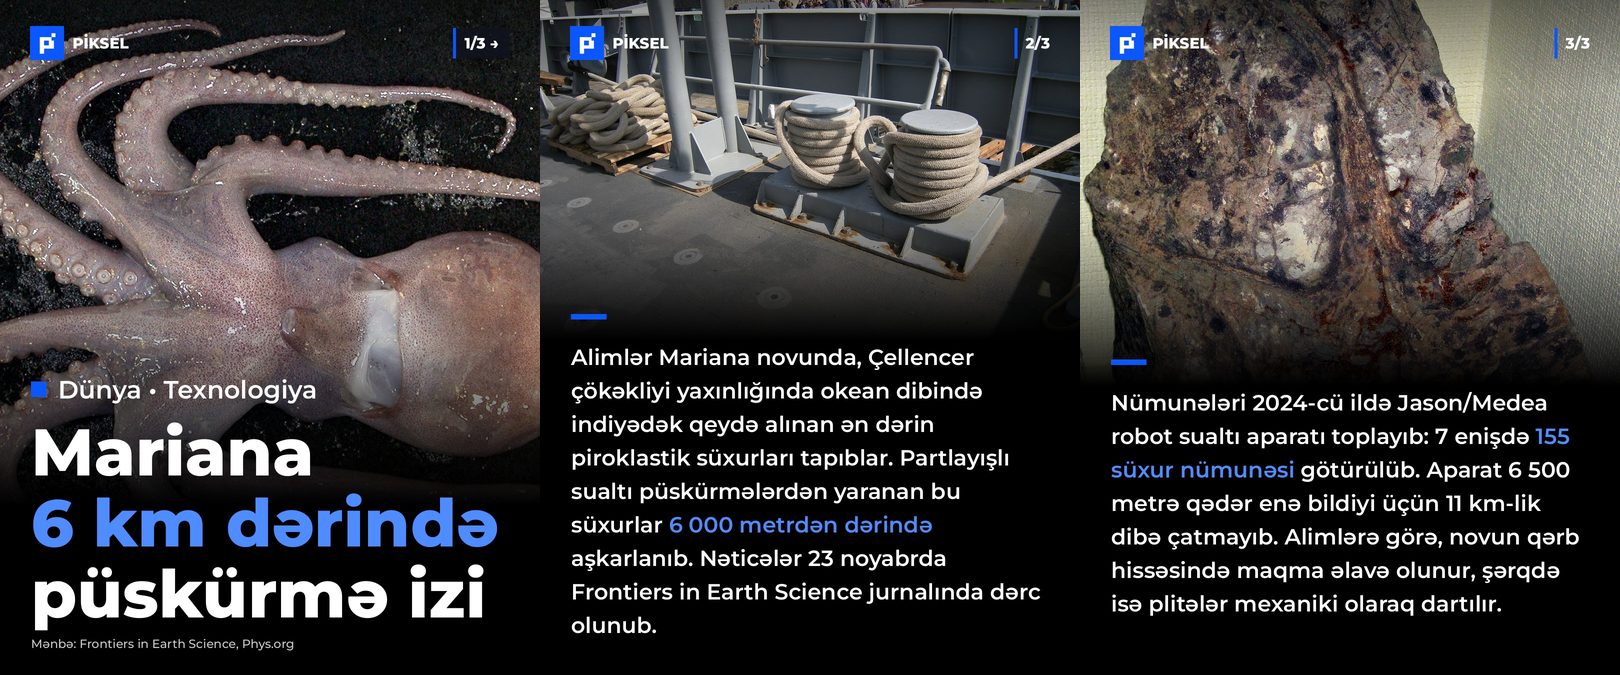 PİKSEL
1/3 →
Dünya • Texnologiya
Mariana
6 km dərində
püskürmə izi
Mənbə: Frontiers in Earth Science, Phys.org
PİKSEL
2/3
Alimlər Mariana novunda, Çellencer
çökəkliyi yaxınlığında okean dibində
indiyədək qeydə alınan ən dərin
piroklastik süxurları tapıblar. Partlayışlı
sualtı püskürmələrdən yaranan bu
süxurlar 6 000 metrdən dərində
aşkarlanıb. Nəticələr 23 noyabrda
Frontiers in Earth Science jurnalında dərc
olunub.
PİKSEL
3/3
Nümunələri 2024-cü ildə Jason/Medea
robot sualtı aparatı toplayıb: 7 enişdə 155
süxur nümunəsi götürülüb. Aparat 6 500
metrə qədər enə bildiyi üçün 11 km-lik
dibə çatmayıb. Alimlərə görə, novun qərb
hissəsində maqma əlavə olunur, şərqdə
isə plitələr mexaniki olaraq dartılır.